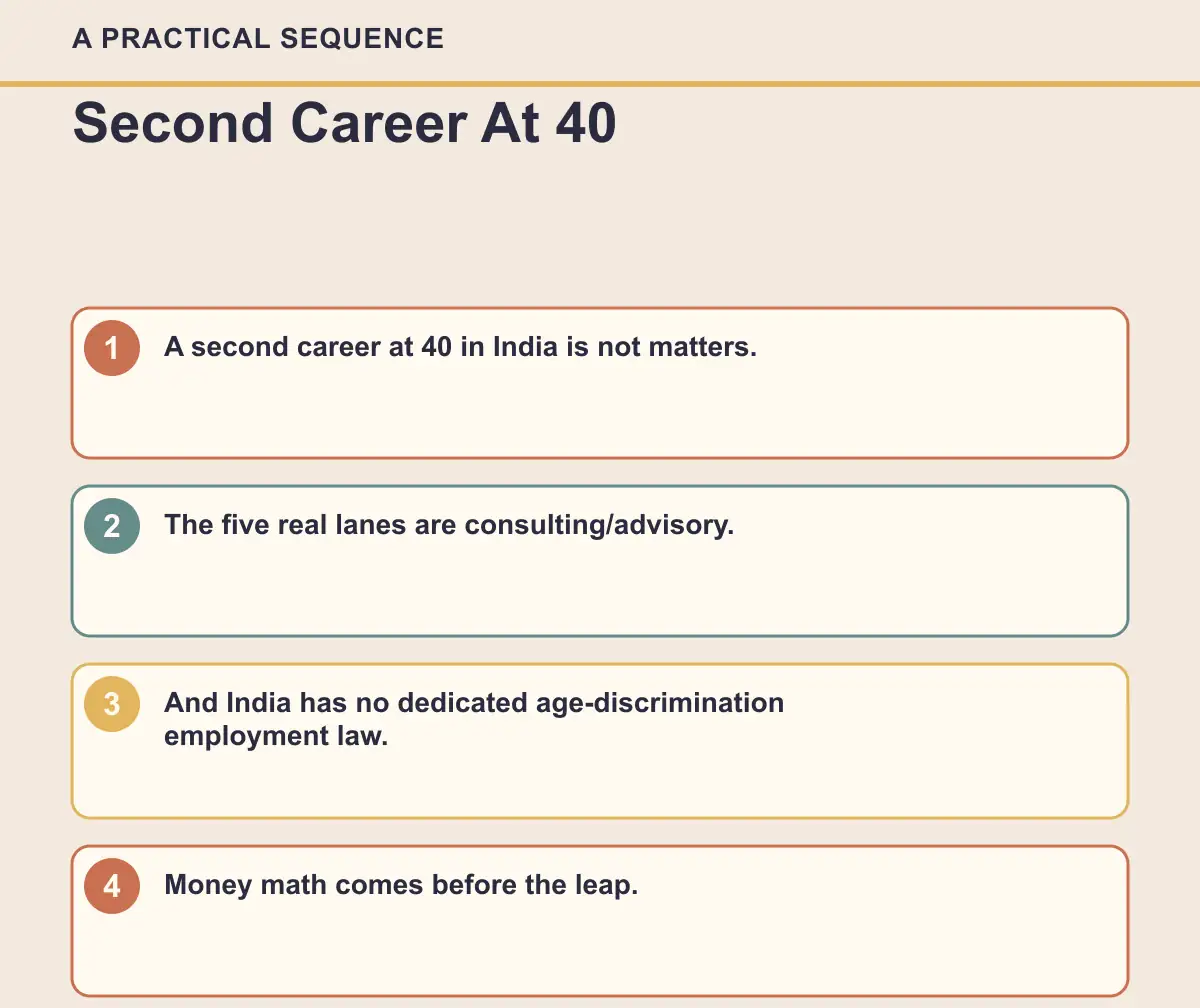 A PRACTICAL SEQUENCE
Second Career At 40
1
A second career at 40 in India is not matters.
2
The five real lanes are consulting/advisory.
3
And India has no dedicated age-discrimination
employment law.
4
Money math comes before the leap.